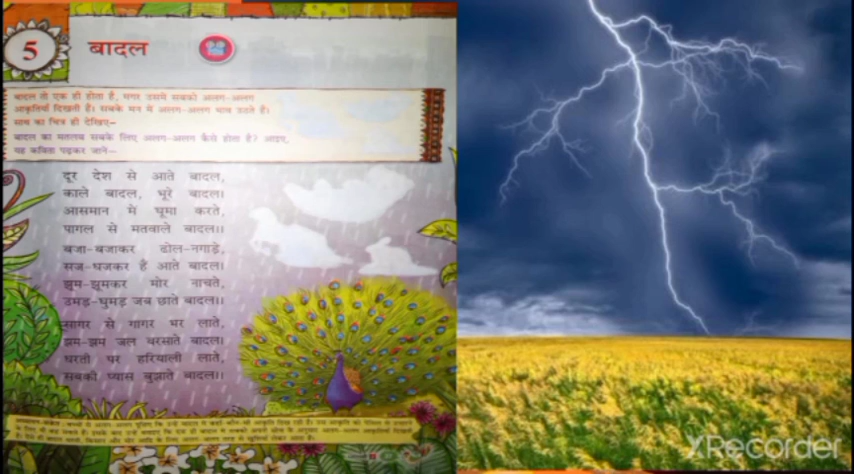 5
बादल
बादल तो एक ही होता है, मगर उसमें सबको अलग-अलग
आकृतियाँ दिखती हैं। सबके मन में अलग-अलग भाव उठते हैं।
साथ का चित्र ही देखिए–
बादल का मतलब सबके लिए अलग-अलग कैसे होता है? आइए,
यह कविता पढ़कर जानें–
दूर देश से आते बादल,
काले बादल, भूरे बादल।
आसमान में घूमा करते,
पागल से मतवाले बादल।।
बजा-बजाकर ढोल-नगाड़े,
सज-धजकर हैं आते बादल।
झूम-झूमकर मोर नाचते,
उमड़-घुमड़ जब छाते बादल।।
सागर से गागर भर लाते,
झम-झम जल बरसाते बादल।
धरती पर हरियाली लाते,
सबकी प्यास बुझाते बादल।।
XRecorder